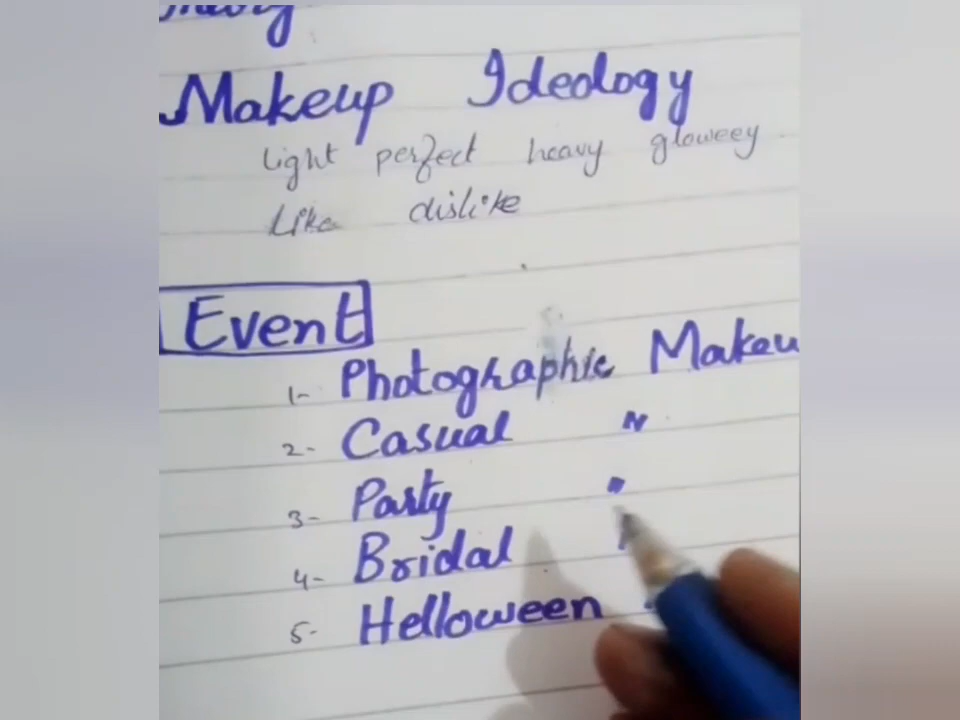 Theory
Makeup Ideology
Light perfect heavy gloweey
Like dislike
Event
1- Photographic Makeu
2- Casual "
3- Party "
4- Bridal
5- Helloween